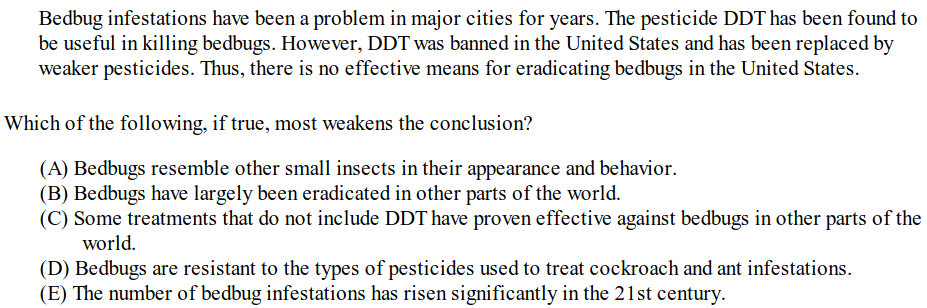 Bedbug infestations have been a problem in major cities for years. The pesticide DDT has been found to
be useful in killing bedbugs. However, DDT was banned in the United States and has been replaced by
weaker pesticides. Thus, there is no effective means for eradicating bedbugs in the United States.
Which of the following, if true, most weakens the conclusion?
(A) Bedbugs resemble other small insects in their appearance and behavior.
(B) Bedbugs have largely been eradicated in other parts of the world.
(C) Some treatments that do not include DDT have proven effective against bedbugs in other parts of the
world.
(D) Bedbugs are resistant to the types of pesticides used to treat cockroach and ant infestations.
(E) The number of bedbug infestations has risen significantly in the 21st century.